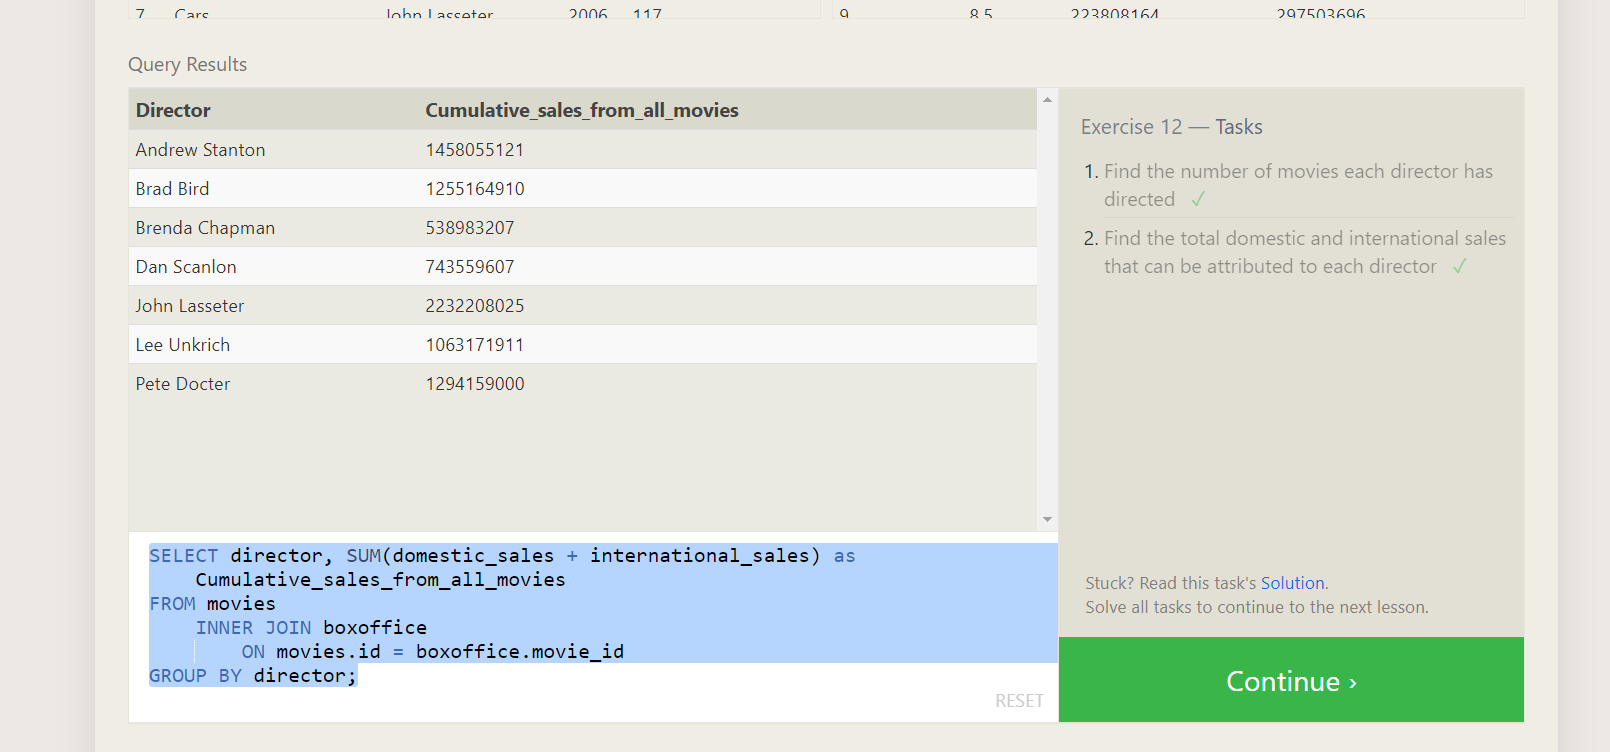 7 Cars John Lasseter 2006 117 9 8.5 223808164 297503696
Query Results
Director Cumulative_sales_from_all_movies
Andrew Stanton 1458055121
Brad Bird 1255164910
Brenda Chapman 538983207
Dan Scanlon 743559607
John Lasseter 2232208025
Lee Unkrich 1063171911
Pete Docter 1294159000
SELECT director, SUM(domestic_sales + international_sales) as
Cumulative_sales_from_all_movies
FROM movies
INNER JOIN boxoffice
ON movies.id = boxoffice.movie_id
GROUP BY director;
RESET
Exercise 12 — Tasks
1. Find the number of movies each director has
directed ✓
2. Find the total domestic and international sales
that can be attributed to each director ✓
Stuck? Read this task's Solution.
Solve all tasks to continue to the next lesson.
Continue ›